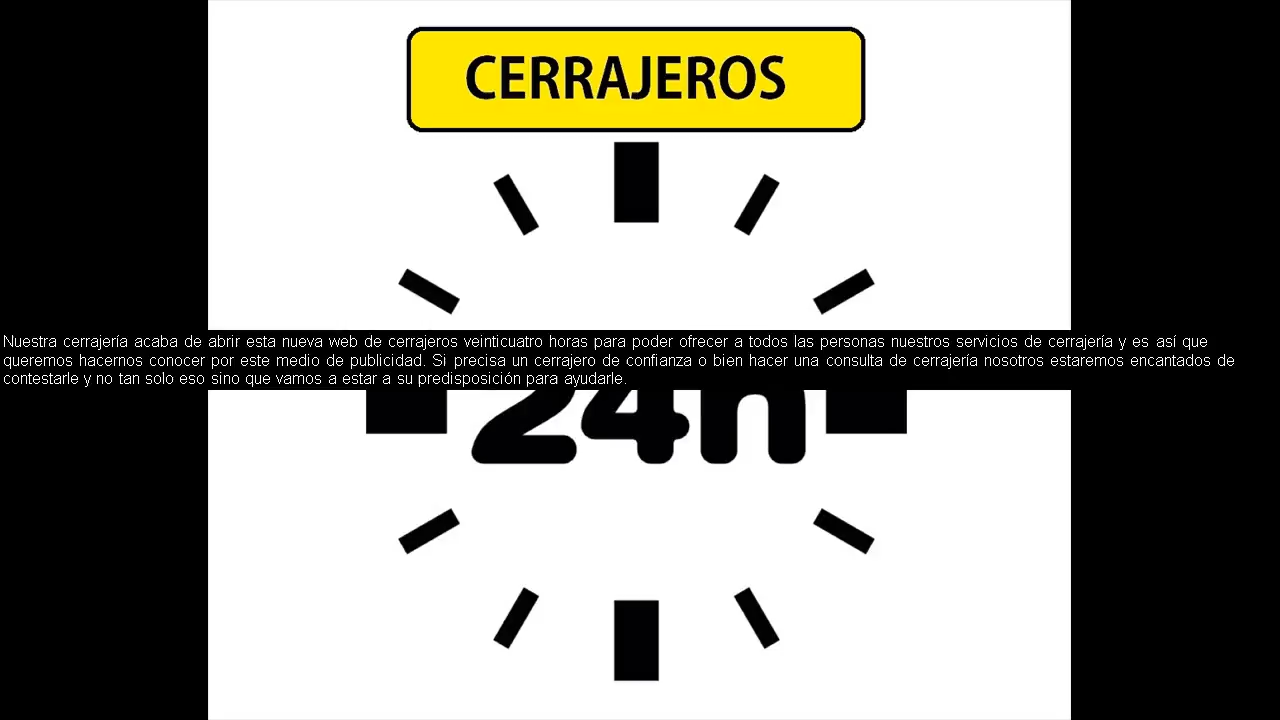 CERRAJEROS
Nuestra cerrajería acaba de abrir esta nueva web de cerrajeros veinticuatro horas para poder ofrecer a todos las personas nuestros servicios de cerrajería y es así que
queremos hacernos conocer por este medio de publicidad. Si precisa un cerrajero de confianza o bien hacer una consulta de cerrajería nosotros estaremos encantados de
contestarle y no tan solo eso sino que vamos a estar a su predisposición para ayudarle.
24h